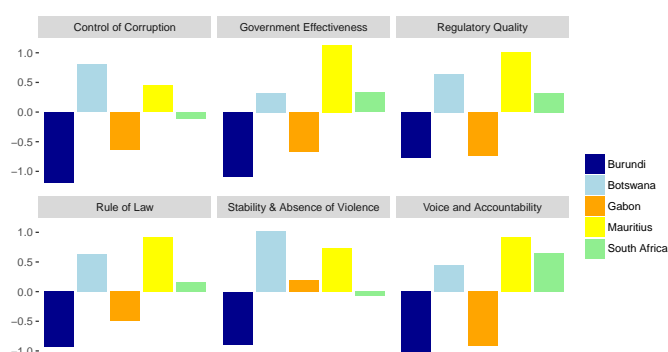 Control of Corruption Government Effectiveness Regulatory Quality
1.0
0.5
0.0
−0.5
−1.0
Rule of Law Stability & Absence of Violence Voice and Accountability
1.0
0.5
0.0
−0.5
−1.0
Burundi
Botswana
Gabon
Mauritius
South Africa